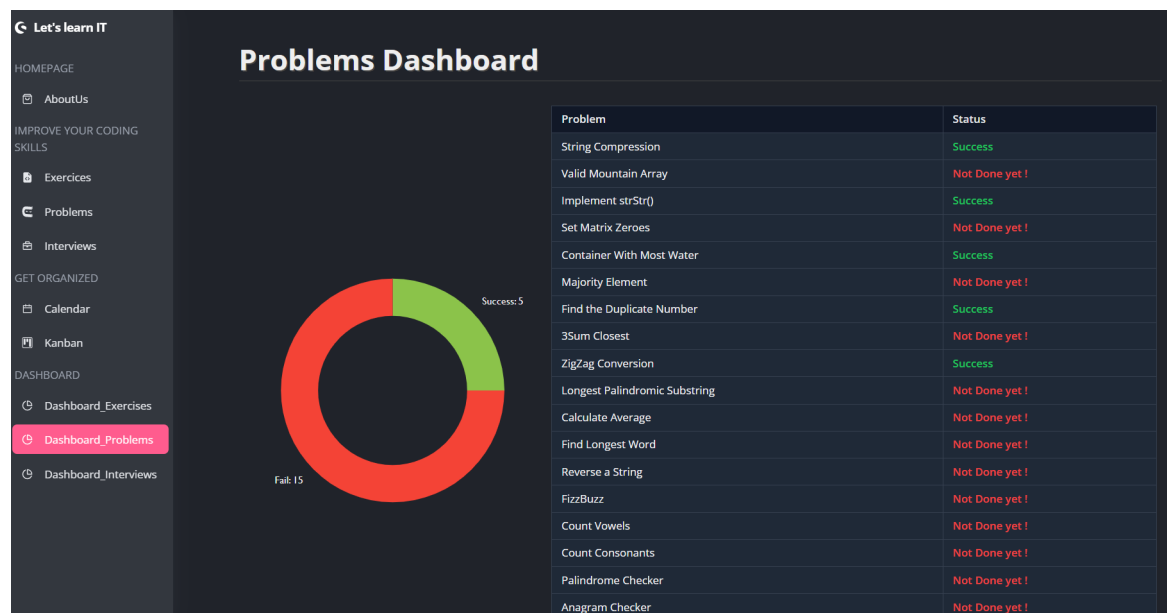 Let's learn IT
HOMEPAGE
AboutUs
IMPROVE YOUR CODING
SKILLS
Exercices
Problems
Interviews
GET ORGANIZED
Calendar
Kanban
DASHBOARD
Dashboard_Exercises
Dashboard_Problems
Dashboard_Interviews
Problems Dashboard
Success: 5
Fail: 15
Problem Status
String Compression Success
Valid Mountain Array Not Done yet !
Implement strStr() Success
Set Matrix Zeroes Not Done yet !
Container With Most Water Success
Majority Element Not Done yet !
Find the Duplicate Number Success
3Sum Closest Not Done yet !
ZigZag Conversion Success
Longest Palindromic Substring Not Done yet !
Calculate Average Not Done yet !
Find Longest Word Not Done yet !
Reverse a String Not Done yet !
FizzBuzz Not Done yet !
Count Vowels Not Done yet !
Count Consonants Not Done yet !
Palindrome Checker Not Done yet !
Anagram Checker Not Done yet !